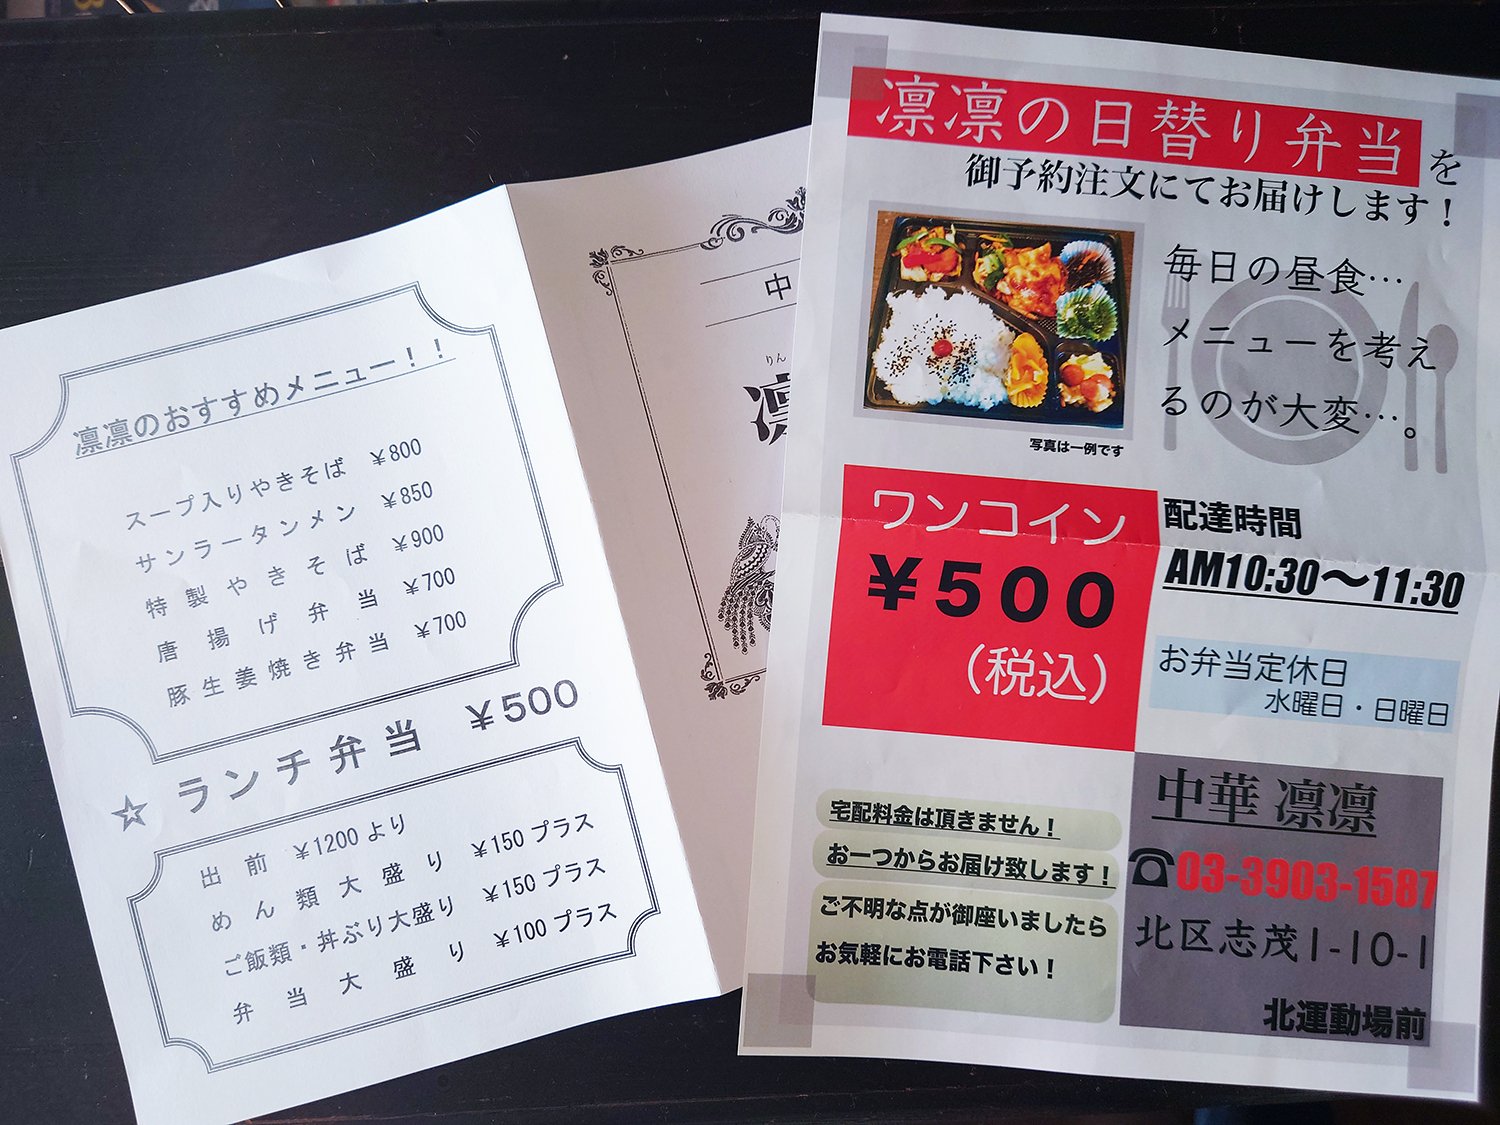 凛凛のおすすめメニュー！！
スープ入りやきそば ￥800
サンラータンメン ￥850
特製やきそば ￥900
唐揚げ弁当 ￥700
豚生姜焼き弁当 ￥700
☆ランチ弁当 ￥500
出前 ￥1200より
めん類大盛り ￥150プラス
ご飯類・丼ぶり大盛り ￥150プラス
弁当大盛り ￥100プラス
中
りん
凛
凛凛の日替り弁当を
御予約注文にてお届けします！
毎日の昼食…
メニューを考え
るのが大変…。
写真は一例です
ワンコイン
￥500
（税込）
配達時間
AM10:30〜11:30
お弁当定休日
水曜日・日曜日
宅配料金は頂きません！
お一つからお届け致します！
ご不明な点が御座いましたら
お気軽にお電話下さい！
中華 凛凛
☎03-3903-1587
北区志茂1-10-1
北運動場前